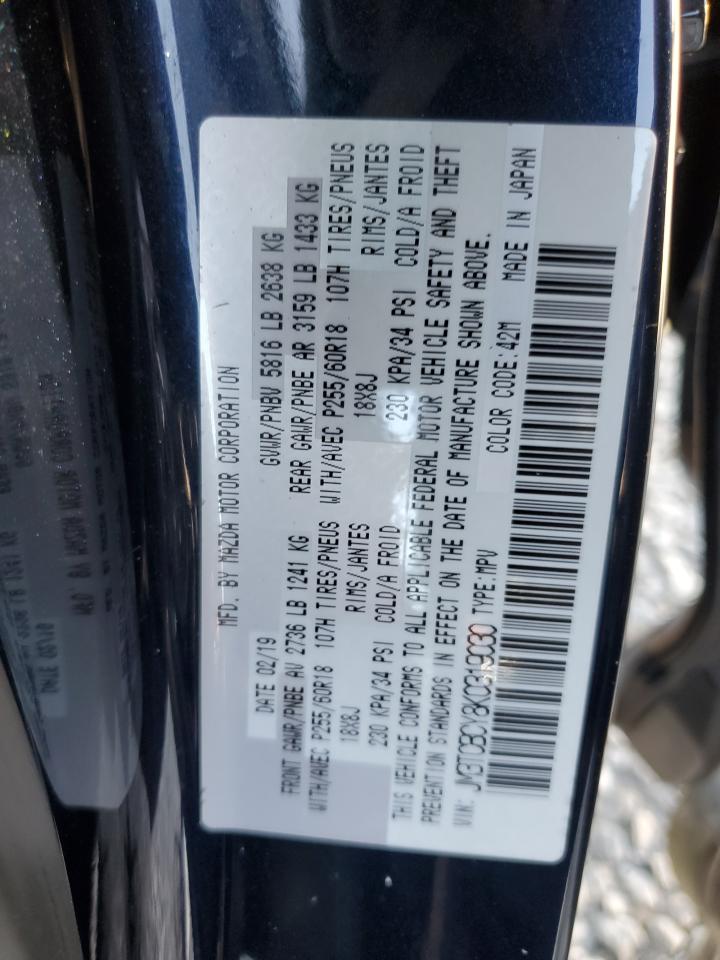 MFD. BY MAZDA MOTOR CORPORATION
DATE 02/19 GVWR/PNBV 5816 LB 2638 KG
FRONT GAWR/PNBE AV 2736 LB 1241 KG REAR GAWR/PNBE AR 3159 LB 1433 KG
WITH/AVEC P255/60R18 107H TIRES/PNEUS WITH/AVEC P255/60R18 107H TIRES/PNEUS
18X8J RIMS/JANTES 18X8J RIMS/JANTES
230 KPA/34 PSI COLD/A FROID 230 KPA/34 PSI COLD/A FROID
THIS VEHICLE CONFORMS TO ALL APPLICABLE FEDERAL MOTOR VEHICLE SAFETY AND THEFT
PREVENTION STANDARDS IN EFFECT ON THE DATE OF MANUFACTURE SHOWN ABOVE.
VIN: TYPE:MPV COLOR CODE:42M MADE IN JAPAN